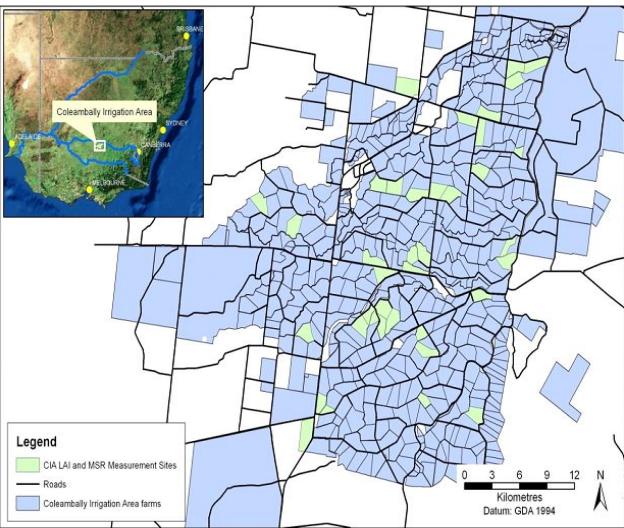 BRISBANE
Coleambally Irrigation Area
SYDNEY
ADELAIDE
CANBERRA
MELBOURNE
Legend
CIA LAI and MSR Measurement Sites
Roads
Coleambally Irrigation Area farms
0 3 6 9 12
Kilometres
Datum: GDA 1994
N